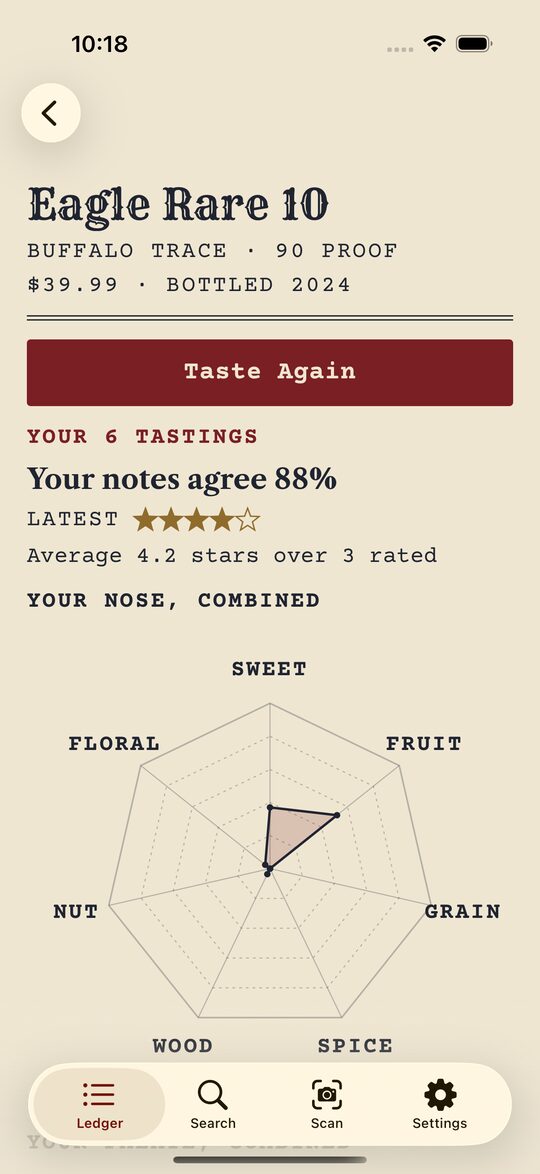 10:18
Eagle Rare 10
BUFFALO TRACE · 90 PROOF
$39.99 · BOTTLED 2024
Taste Again
YOUR 6 TASTINGS
Your notes agree 88%
LATEST
Average 4.2 stars over 3 rated
YOUR NOSE, COMBINED
SWEET
FLORAL
FRUIT
NUT
GRAIN
WOOD
SPICE
Ledger
Search
Scan
Settings